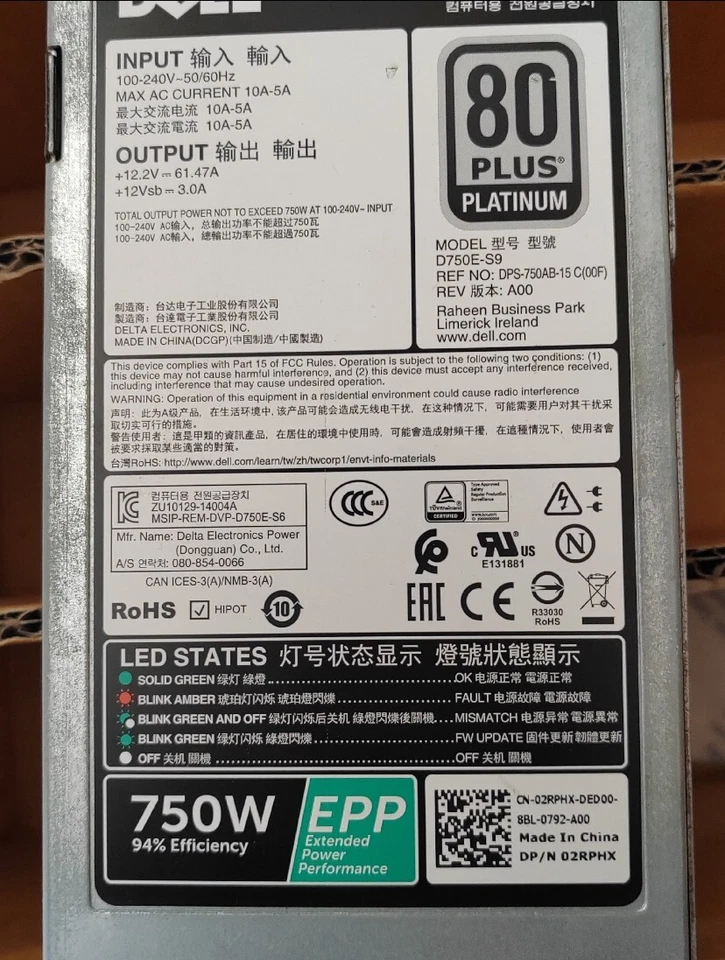 DELL
컴퓨터용 전원공급장치
INPUT 输入 輸入
100-240V~50/60Hz
MAX AC CURRENT 10A-5A
最大交流电流 10A-5A
最大交流電流 10A-5A
OUTPUT 输出 輸出
+12.2V⎓ 61.47A
+12Vsb ⎓ 3.0A
TOTAL OUTPUT POWER NOT TO EXCEED 750W AT 100-240V~ INPUT
100-240V AC输入，总输出功率不能超过750瓦
100-240V AC輸入，總輸出功率不能超過750瓦
制造商：台达电子工业股份有限公司
製造商：台達電子工業股份有限公司
DELTA ELECTRONICS, INC.
MADE IN CHINA(DCGP)(中国制造/中國製造)
80
PLUS®
PLATINUM
MODEL 型号 型號
D750E-S9
REF NO: DPS-750AB-15 C(00F)
REV 版本: A00
Raheen Business Park
Limerick Ireland
www.dell.com
This device complies with Part 15 of FCC Rules. Operation is subject to the following two conditions: (1)
this device may not cause harmful interference, and (2) this device must accept any interference received,
including interference that may cause undesired operation.
WARNING: Operation of this equipment in a residential environment could cause radio interference
声明：此为A级产品，在生活环境中，该产品可能会造成无线电干扰，在这种情况下，可能需要用户对其干扰采
取切实可行的措施。
警告使用者：這是甲類的資訊產品，在居住的環境中使用時，可能會造成射頻干擾，在這種情況下，使用者會
被要求採取某些適當的對策。
台灣RoHS: http://www.dell.com/learn/tw/zh/twcorp1/envt-info-materials
컴퓨터용 전원공급장치
ZU10129-14004A
MSIP-REM-DVP-D750E-S6
Mfr. Name: Delta Electronics Power
(Dongguan) Co., Ltd.
A/S 연락처: 080-854-0066
CAN ICES-3(A)/NMB-3(A)
RoHS HIPOT 10
CCC S&E
TÜVRheinland
CERTIFIED
Type Approved
Safety
Regular Production
Surveillance
c UR US
E131881
N
EAC CE
R33030
RoHS
LED STATES 灯号状态显示 燈號狀態顯示
SOLID GREEN 绿灯 綠燈 OK 电源正常 電源正常
BLINK AMBER 琥珀灯闪烁 琥珀燈閃爍 FAULT 电源故障 電源故障
BLINK GREEN AND OFF 绿灯闪烁后关机 綠燈閃爍後關機 MISMATCH 电源异常 電源異常
BLINK GREEN 绿灯闪烁 綠燈閃爍 FW UPDATE 固件更新 韌體更新
OFF 关机 關機 OFF 关机 關機
750W
94% Efficiency
EPP
Extended
Power
Performance
CN-02RPHX-DED00-
8BL-0792-A00
Made In China
DP/N 02RPHX